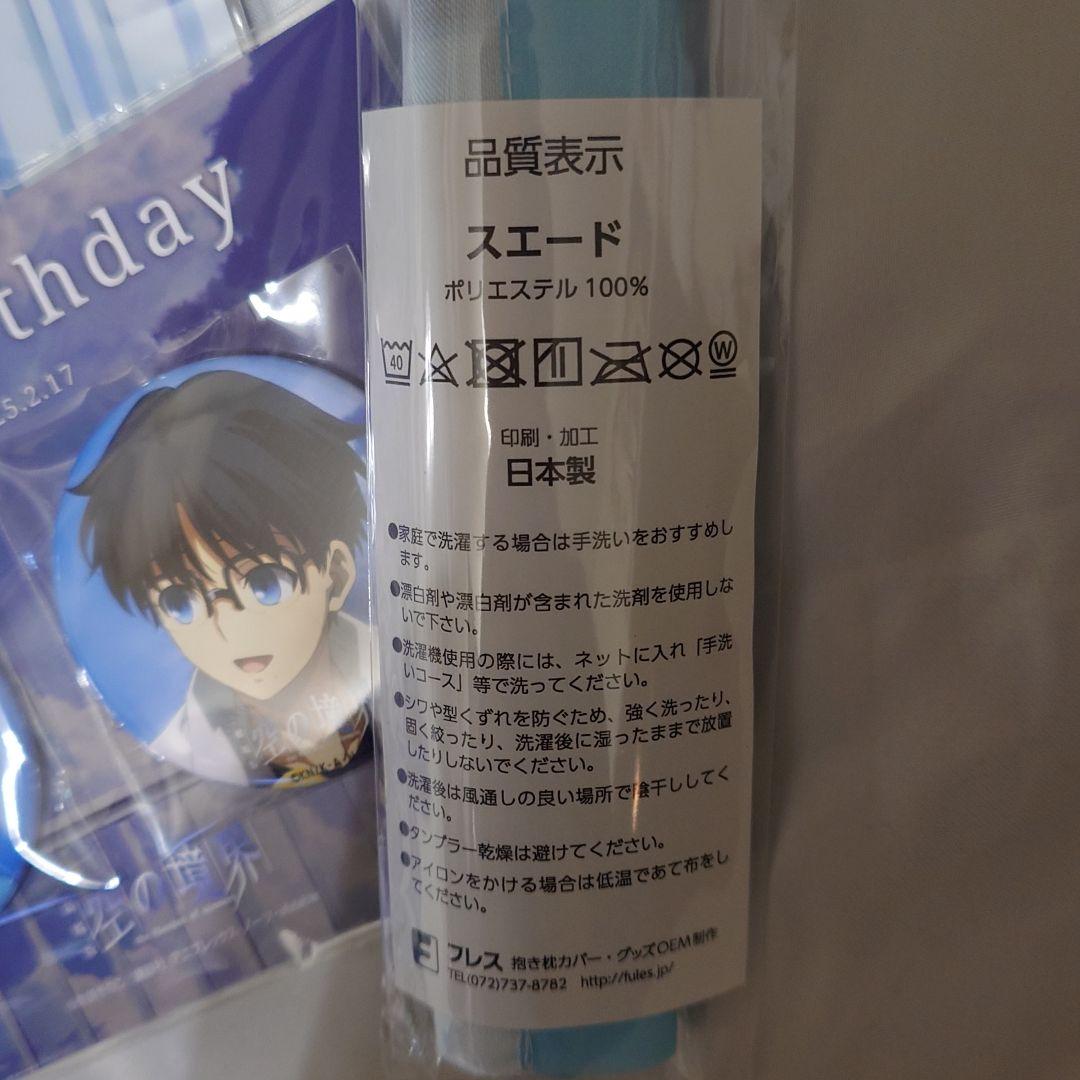 thday
5.2.17
空の境界
©KNIK・A
空の境界
品質表示
スエード
ポリエステル 100%
40
W
印刷・加工
日本製
●家庭で洗濯する場合は手洗いをおすすめし
ます。
●漂白剤や漂白剤が含まれた洗剤を使用しな
いで下さい。
●洗濯機使用の際には、ネットに入れ「手洗
いコース」等で洗ってください。
●シワや型くずれを防ぐため、強く洗ったり、
固く絞ったり、洗濯後に湿ったままで放置
したりしないでください。
●洗濯後は風通しの良い場所で陰干ししてく
ださい。
●タンブラー乾燥は避けてください。
●アイロンをかける場合は低温であて布をし
てください。
フレス 抱き枕カバー・グッズOEM制作
TEL(072)737-8782 http://fules.jp/